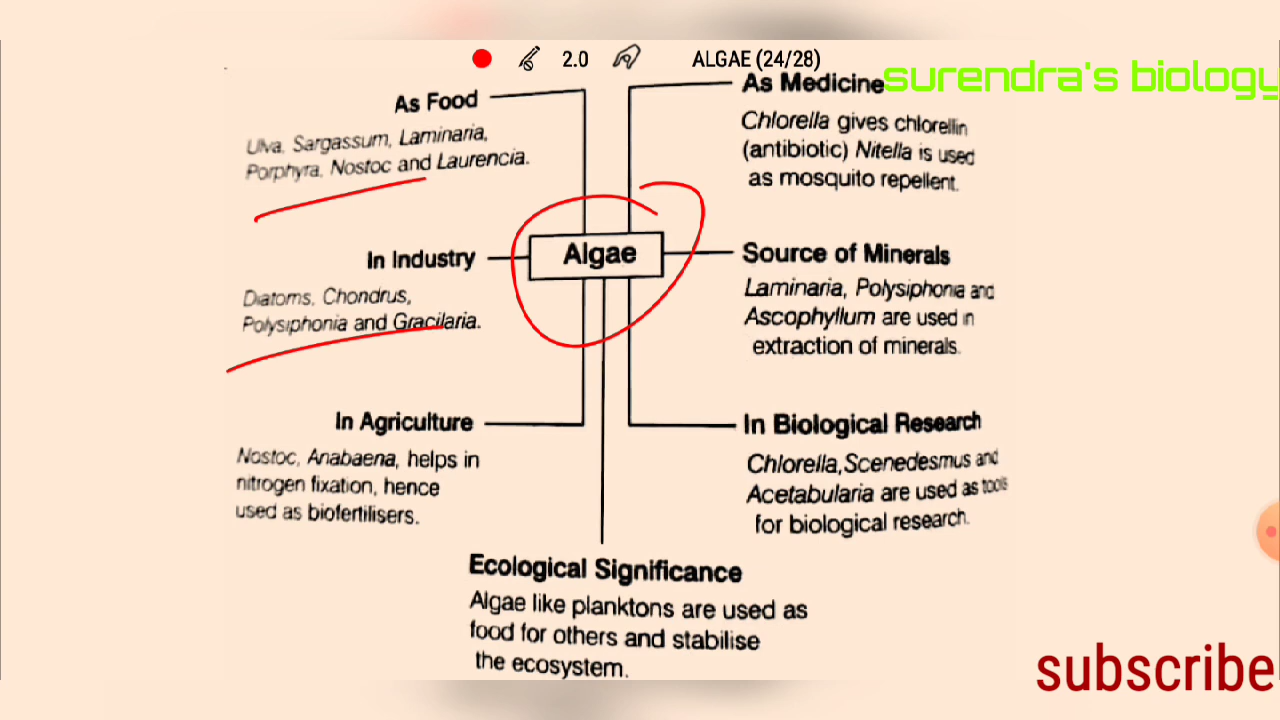 2.0
ALGAE (24/28)
surendra's biology
As Food
Ulva, Sargassum, Laminaria,
Porphyra, Nostoc and Laurencia.
As Medicine
Chlorella gives chlorellin
(antibiotic) Nitella is used
as mosquito repellent.
Algae
In Industry
Diatoms, Chondrus,
Polysiphonia and Gracilaria.
Source of Minerals
Laminaria, Polysiphonia and
Ascophyllum are used in
extraction of minerals.
In Agriculture
Nostoc, Anabaena, helps in
nitrogen fixation, hence
used as biofertilisers.
In Biological Research
Chlorella, Scenedesmus and
Acetabularia are used as tools
for biological research.
Ecological Significance
Algae like planktons are used as
food for others and stabilise
the ecosystem.
subscribe